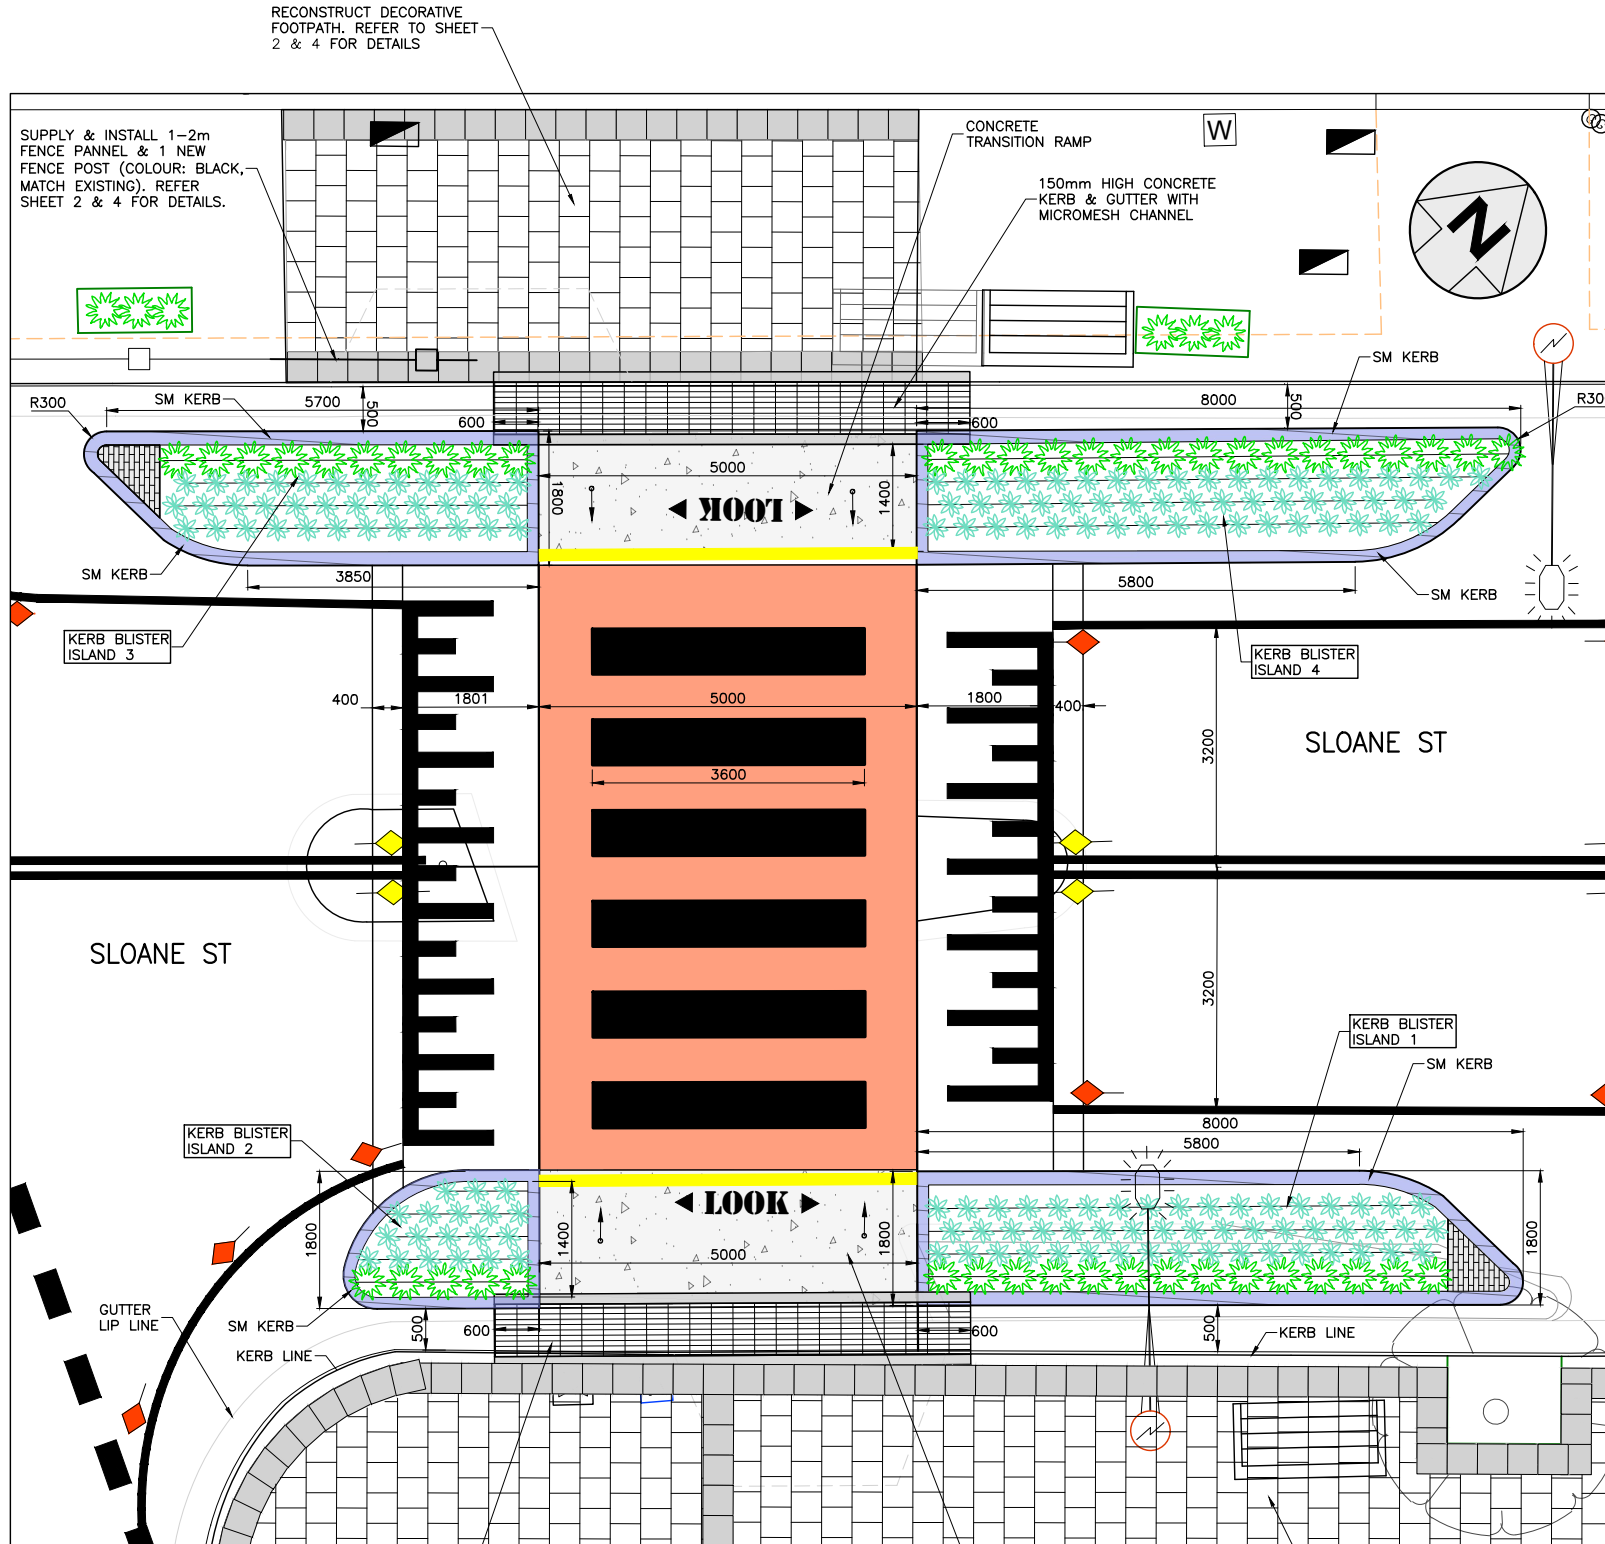 RECONSTRUCT DECORATIVE
FOOTPATH. REFER TO SHEET
2 & 4 FOR DETAILS
SUPPLY & INSTALL 1-2m
FENCE PANNEL & 1 NEW
FENCE POST (COLOUR: BLACK,
MATCH EXISTING). REFER
SHEET 2 & 4 FOR DETAILS.
CONCRETE
TRANSITION RAMP
W
150mm HIGH CONCRETE
KERB & GUTTER WITH
MICROMESH CHANNEL
N
SM KERB
R300
SM KERB
5700
500
600
8000
500
600
R30
SM KERB
5000
1800
1400
LOOK
SM KERB
3850
5800
SM KERB
KERB BLISTER
ISLAND 3
KERB BLISTER
ISLAND 4
400
1801
5000
1800
400
3200
SLOANE ST
3600
SLOANE ST
3200
KERB BLISTER
ISLAND 1
SM KERB
KERB BLISTER
ISLAND 2
8000
5800
1800
LOOK
1400
1800
1800
5000
GUTTER
LIP LINE
SM KERB
500
600
600
500
KERB LINE
KERB LINE